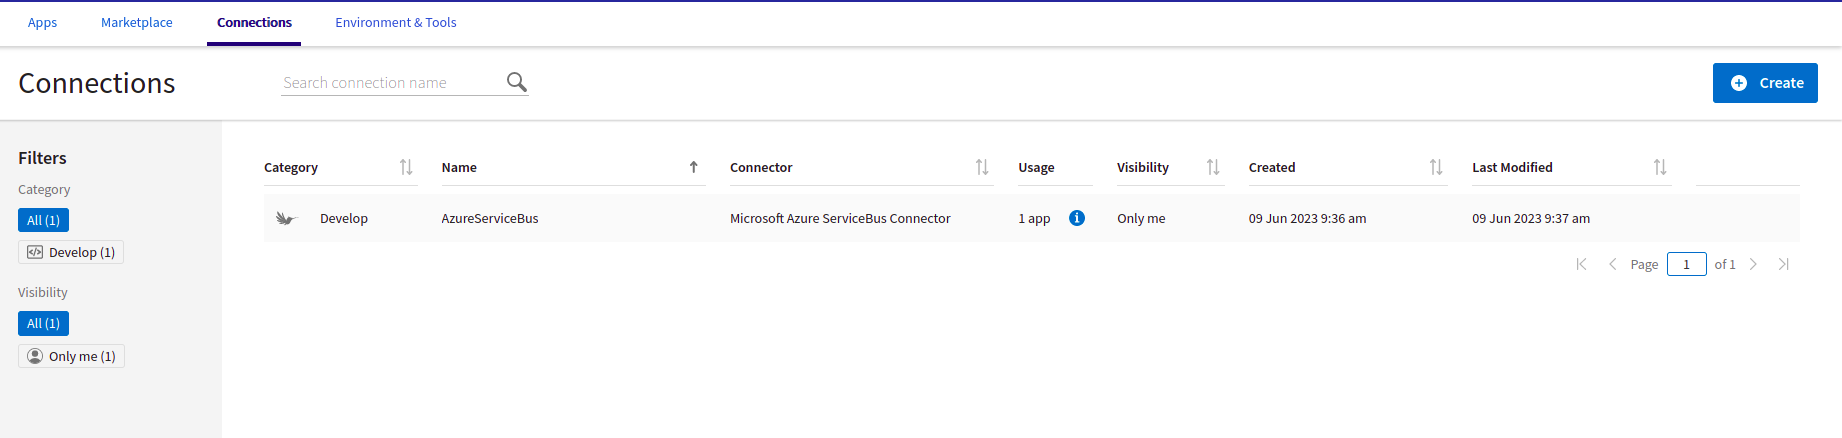 Apps Marketplace Connections Environment & Tools
Connections Search connection name Create
Filters
Category
All (1)
Develop (1)
Visibility
All (1)
Only me (1)
Category Name Connector Usage Visibility Created Last Modified
Develop AzureServiceBus Microsoft Azure ServiceBus Connector 1 app Only me 09 Jun 2023 9:36 am 09 Jun 2023 9:37 am
Page 1 of 1